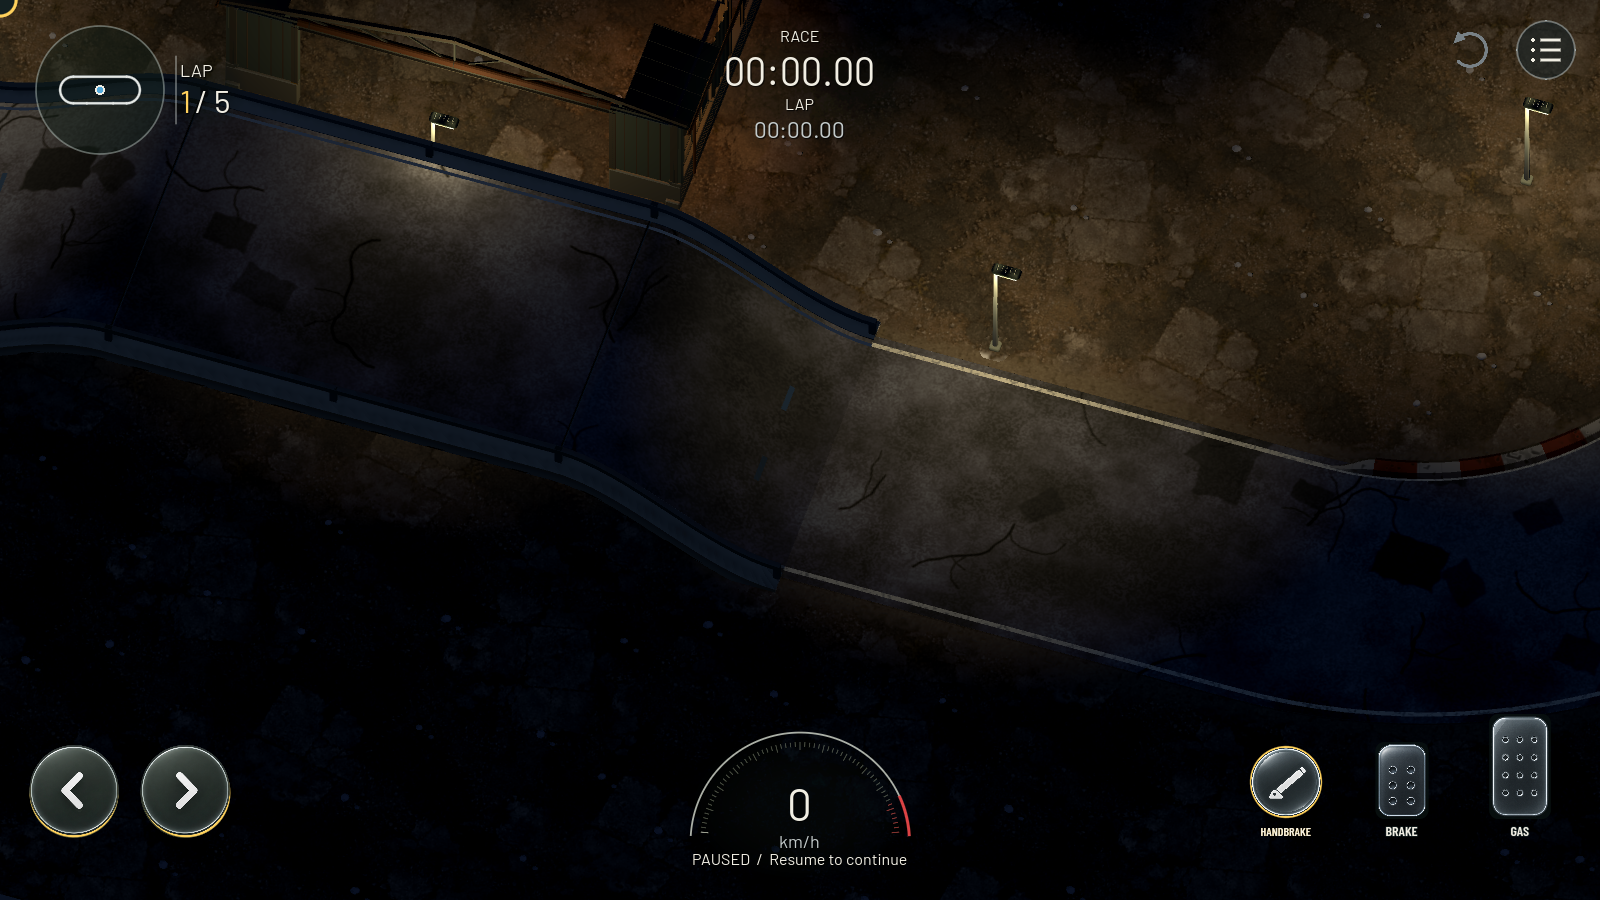 RACE
00:00.00
LAP
00:00.00
LAP
1/ 5
0
km/h
PAUSED / Resume to continue
HANDBRAKE
BRAKE
GAS